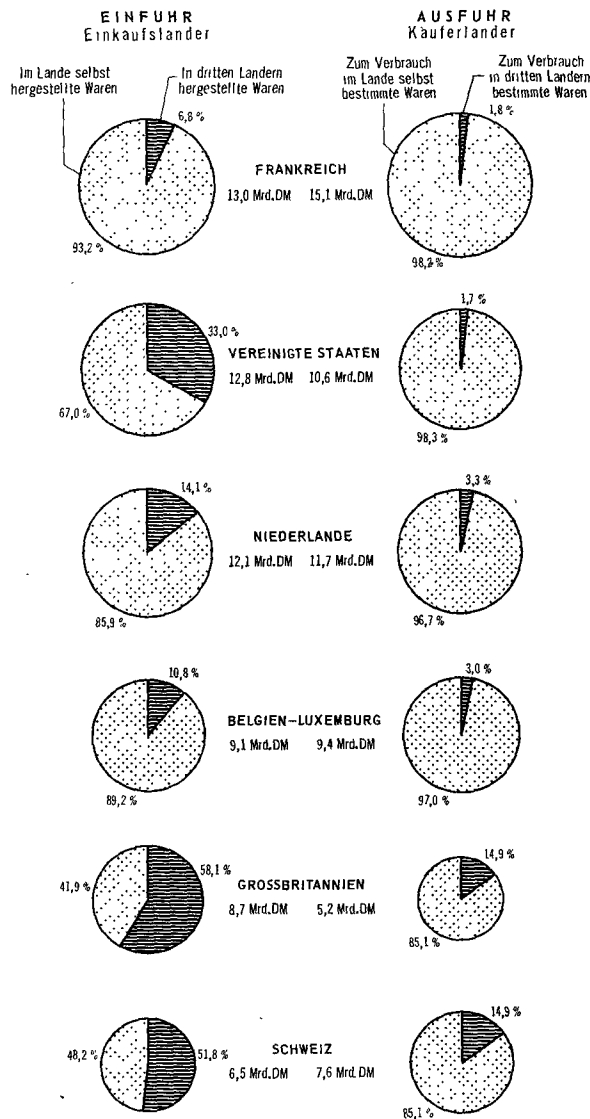 EINFUHR
Einkaufslander
AUSFUHR
Kauferlander
Im Lande selbst
hergestellte Waren
In dritten Landern
hergestellte Waren
Zum Verbrauch
im Lande selbst
bestimmte Waren
Zum Verbrauch
in dritten Landern
bestimmte Waren
6,8 %
1,8 %
FRANKREICH
13,0 Mrd.DM 15,1 Mrd.DM
93,2 %
98,2 %
33,0 %
1,7 %
VEREINIGTE STAATEN
12,8 Mrd.DM 10,6 Mrd.DM
67,0 %
98,3 %
14,1 %
3,3 %
NIEDERLANDE
12,1 Mrd.DM 11,7 Mrd.DM
85,9 %
96,7 %
10,8 %
3,0 %
BELGIEN-LUXEMBURG
9,1 Mrd.DM 9,4 Mrd.DM
89,2 %
97,0 %
41,9 %
58,1 %
14,9 %
GROSSBRITANNIEN
8,7 Mrd.DM 5,2 Mrd.DM
85,1 %
48,2 %
51,8 %
14,9 %
SCHWEIZ
6,5 Mrd.DM 7,6 Mrd.DM
85,1 %